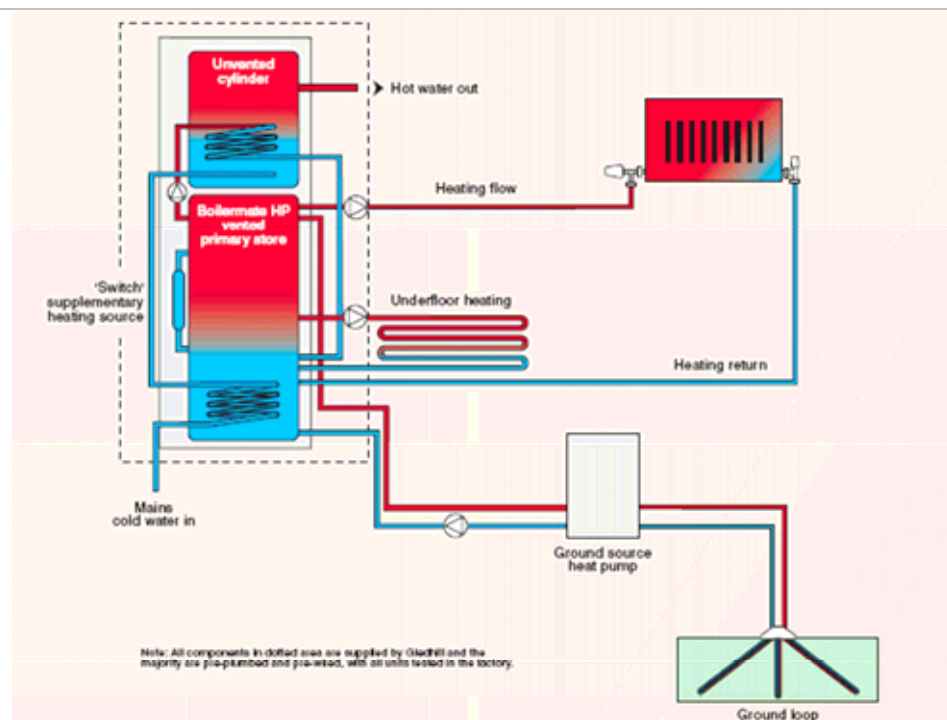 Unvented
cylinder
Hot water out
Heating flow
Boilermate HP
vented
primary store
'Switch'
supplementary
heating source
Underfloor heating
Heating return
Mains
cold water in
Ground source
heat pump
Note: All components in dotted area are supplied by Gledhill and the
majority are pre-plumbed and pre-wired, with all units tested in the factory.
Ground loop